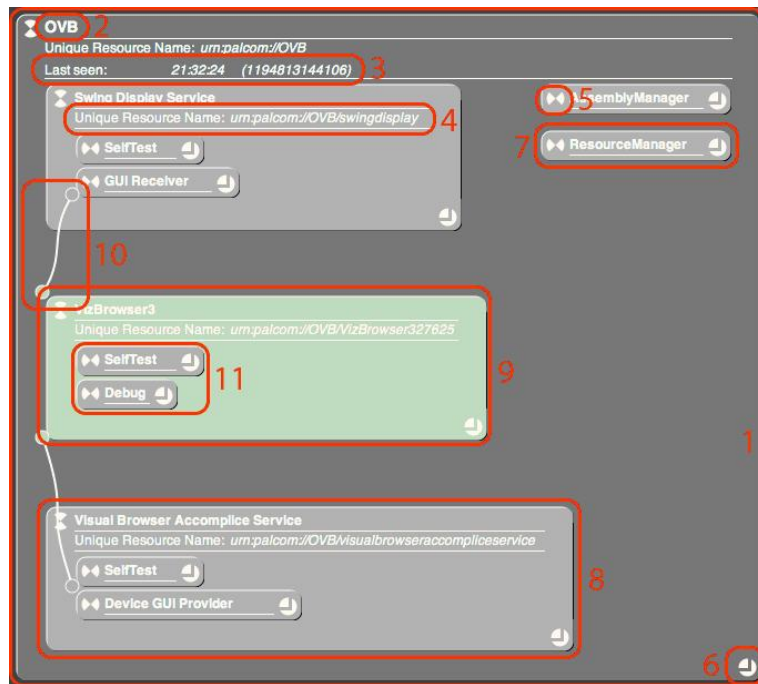 OVB 2
Unique Resource Name: urn:palcom://OVB
Last seen: 21:32:24 (1194813144106) 3
Swing Display Service
Unique Resource Name: urn:palcom://OVB/swingdisplay 4
SelfTest
GUI Receiver
5 AssemblyManager
7 ResourceManager
10
VizBrowser3
Unique Resource Name: urn:palcom://OVB/VizBrowser327625
SelfTest
Debug
11
9
1
Visual Browser Accomplice Service
Unique Resource Name: urn:palcom://OVB/visualbrowseraccompliceservice
SelfTest
Device GUI Provider
8
6